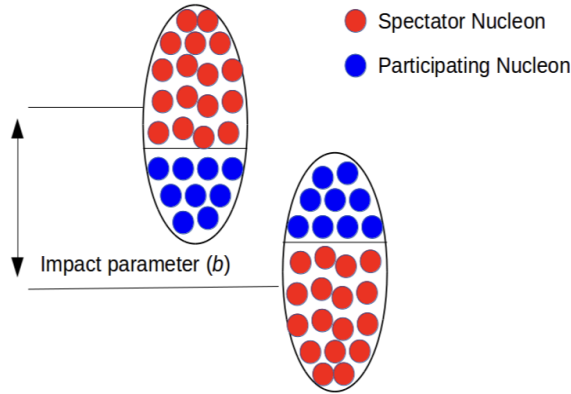 Spectator Nucleon
Participating Nucleon
Impact parameter (b)